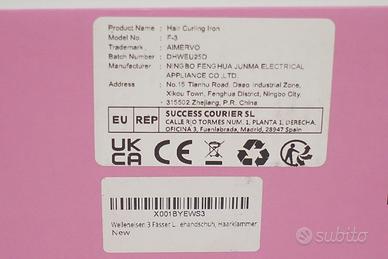 Product Name : Hair Curling Iron
Model No. : F-3
Trademark : AIMERVO
Batch Number : DHWEU25D
Manufacturer : NINGBO FENGHUA JUNMA ELECTRICAL
APPLIANCE CO.,LTD.
Address : No.15 Tianhu Road, Dago Industrial Zone,
Xikou Town, Fenghua District, Ningbo City,
315502 Zhejiang, P.R. China
EU REP
SUCCESS COURIER SL
CALLE RIO TORMES NUM. 1, PLANTA 1, DERECHA,
OFICINA 3, Fuenlabrada, Madrid, 28947 Spain
UK
CA
CE
X001BYEWS3
Welleneisen 3 Fässer ehandschuh, Haarklammer
New
subito